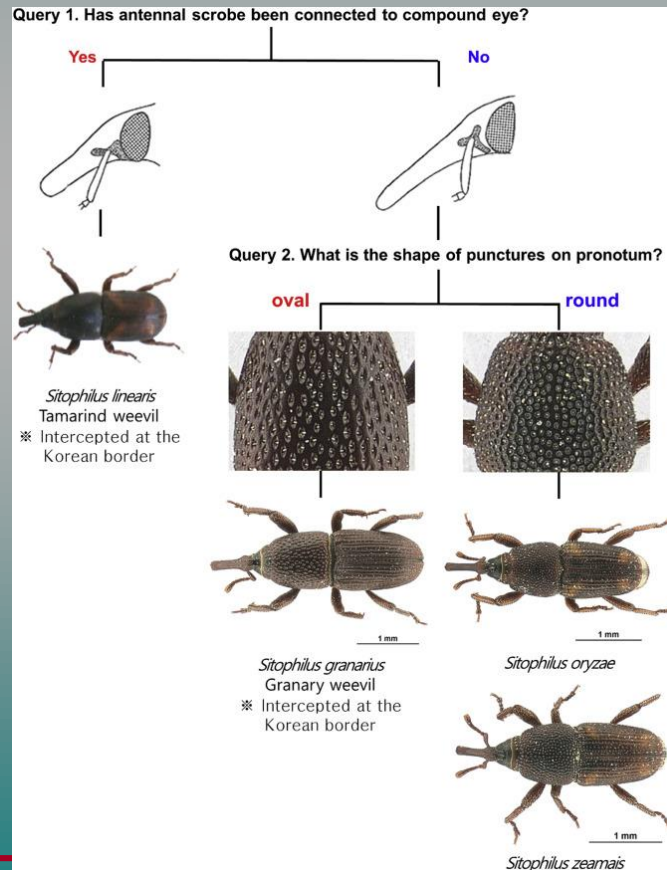 Query 1. Has antennal scrobe been connected to compound eye?
Yes
No
Query 2. What is the shape of punctures on pronotum?
oval
round
Sitophilus linearis
Tamarind weevil
※ Intercepted at the
Korean border
1 mm
1 mm
Sitophilus granarius
Granary weevil
※ Intercepted at the
Korean border
Sitophilus oryzae
1 mm
Sitophilus zeamais